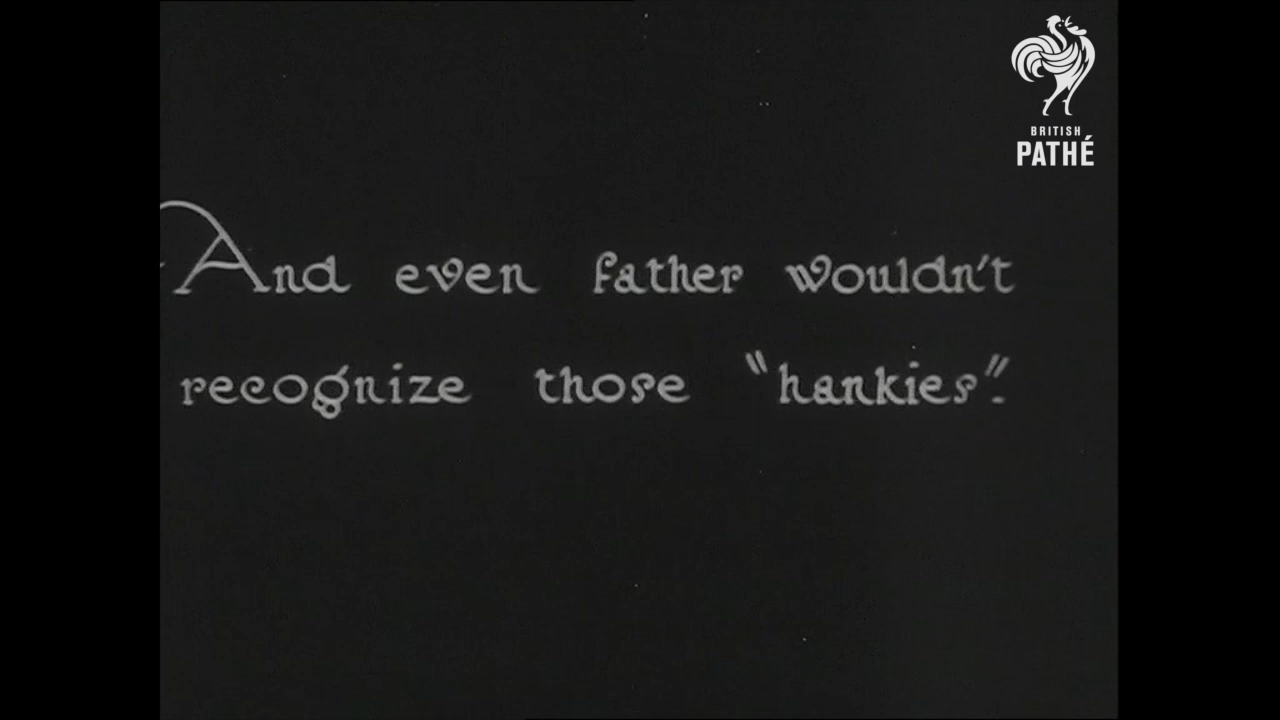 BRITISH
PATHÉ
And even father wouldn't
recognize those "hankies".